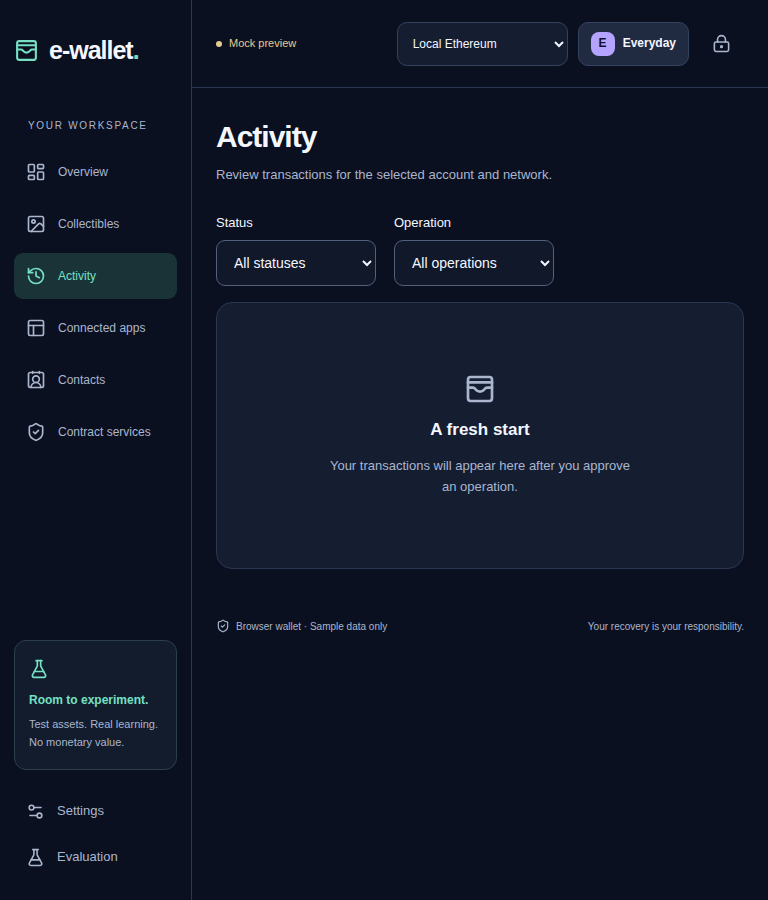 e-wallet.
Mock preview
Local Ethereum
E
Everyday
YOUR WORKSPACE
Overview
Collectibles
Activity
Connected apps
Contacts
Contract services
Room to experiment.
Test assets. Real learning.
No monetary value.
Settings
Evaluation
Activity
Review transactions for the selected account and network.
Status
Operation
All statuses
All operations
A fresh start
Your transactions will appear here after you approve
an operation.
Browser wallet · Sample data only
Your recovery is your responsibility.